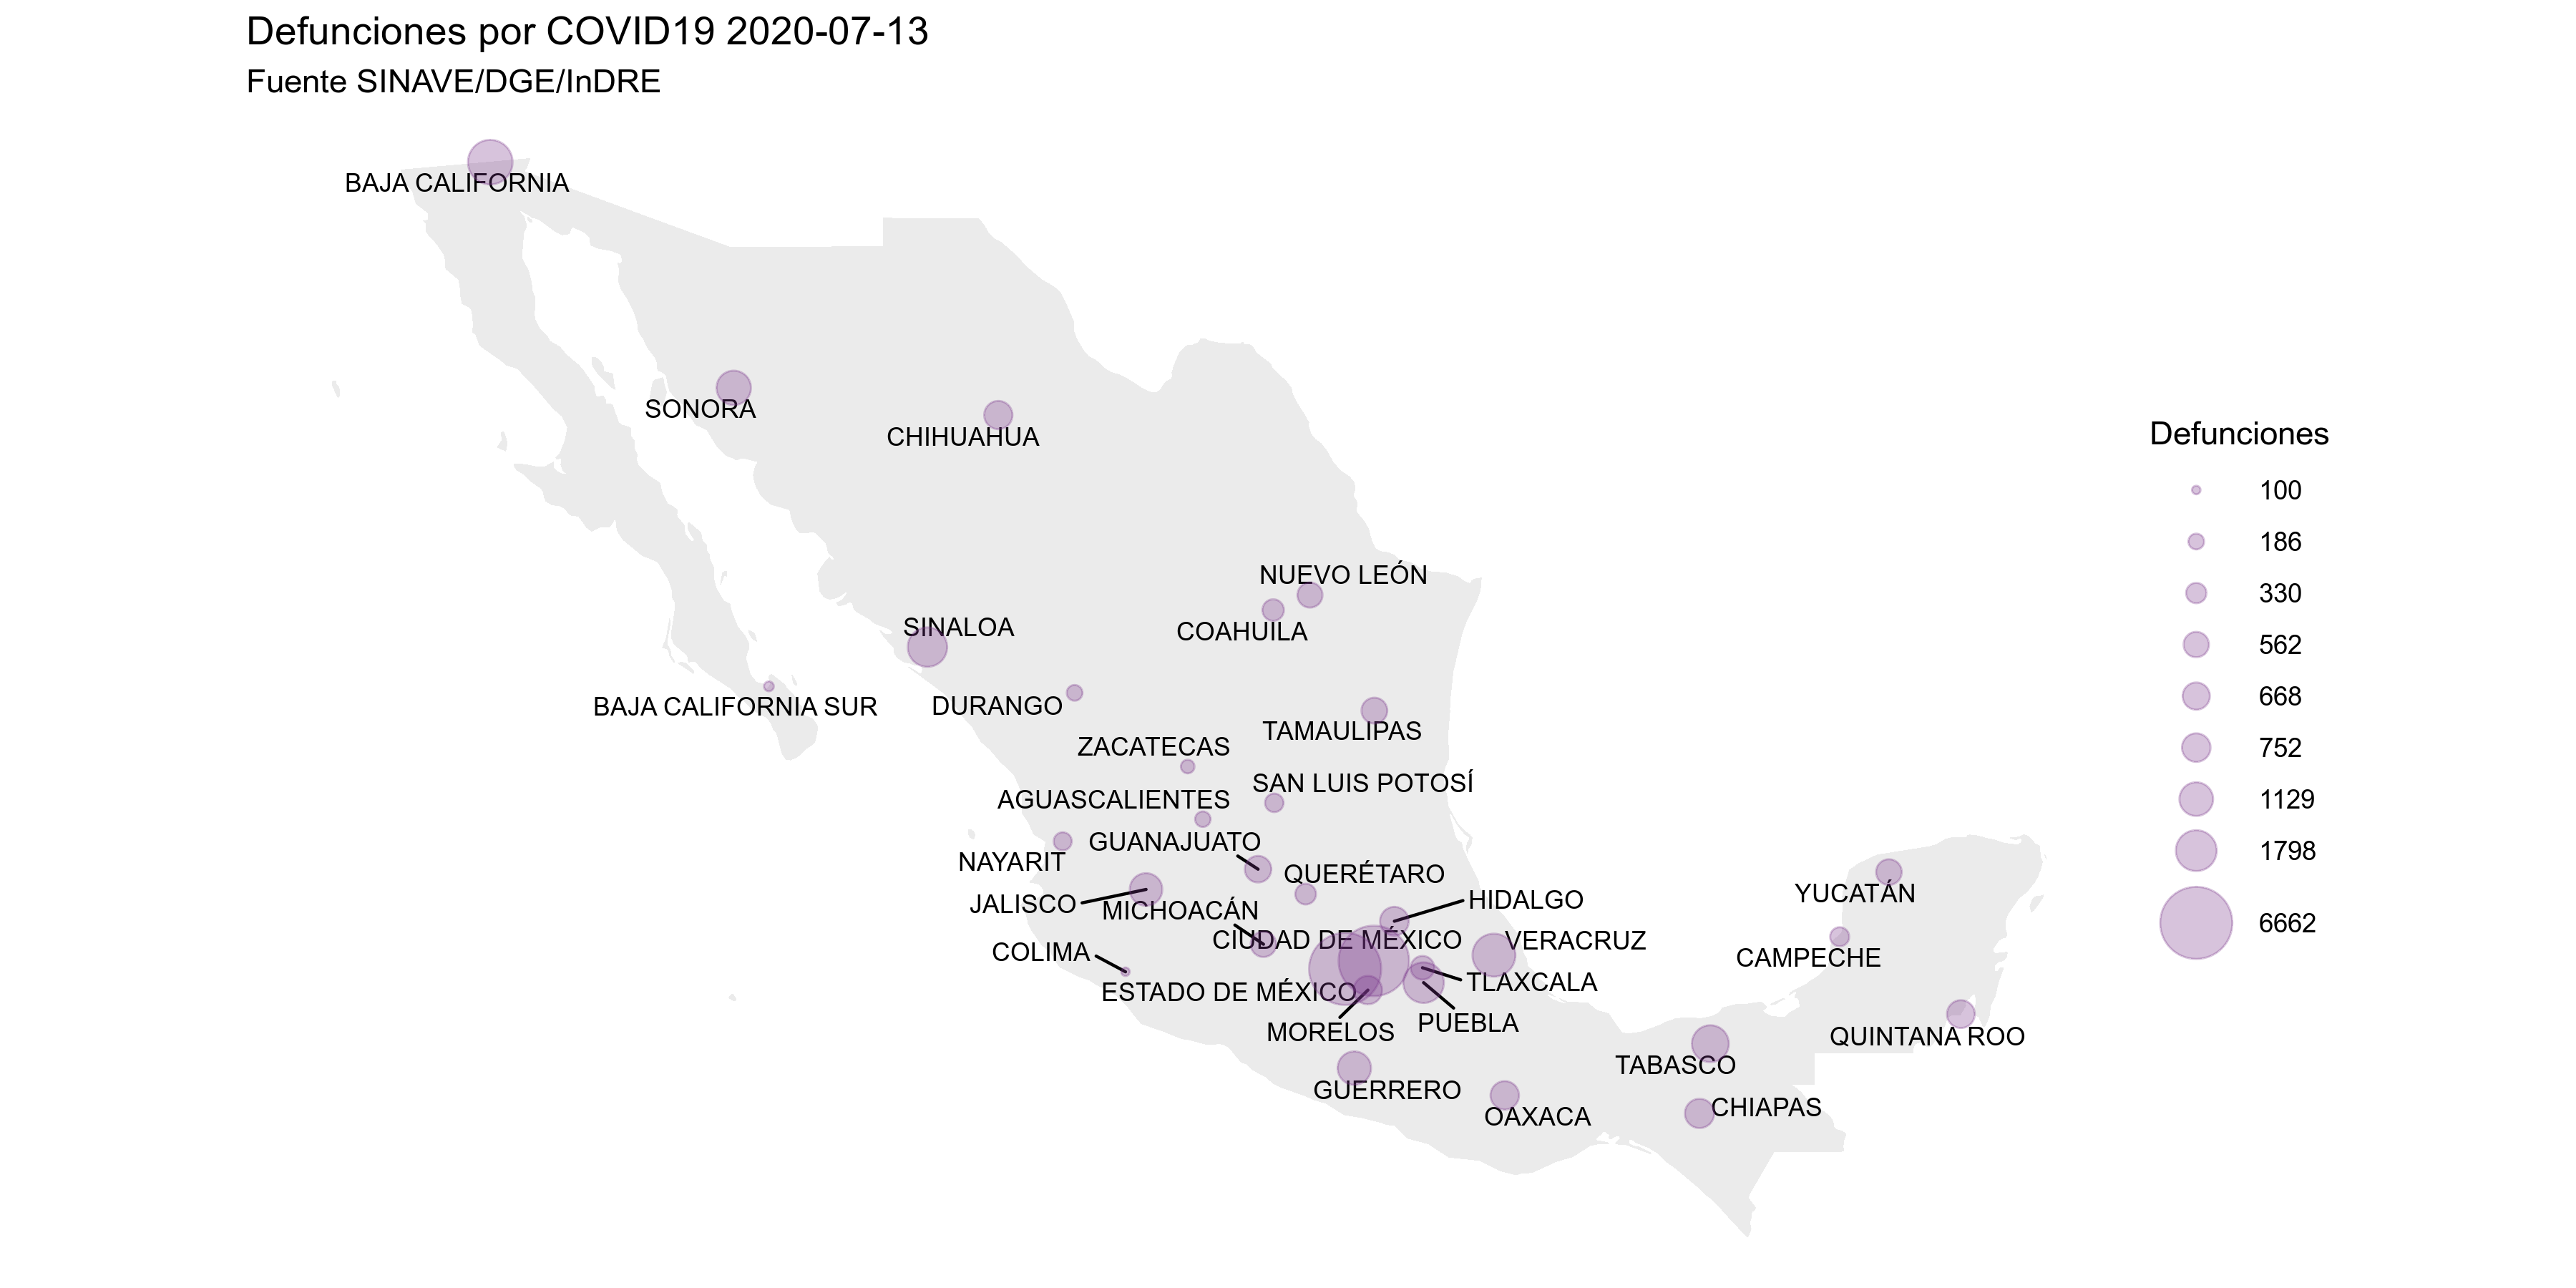 Defunciones por COVID19 2020-07-13
Fuente SINAVE/DGE/InDRE
BAJA CALIFORNIA
SONORA
CHIHUAHUA
NUEVO LEÓN
COAHUILA
SINALOA
BAJA CALIFORNIA SUR
DURANGO
TAMAULIPAS
ZACATECAS
SAN LUIS POTOSÍ
AGUASCALIENTES
GUANAJUATO
NAYARIT
QUERÉTARO
JALISCO
MICHOACÁN
HIDALGO
CIUDAD DE MÉXICO
VERACRUZ
COLIMA
TLAXCALA
ESTADO DE MÉXICO
PUEBLA
MORELOS
GUERRERO
OAXACA
YUCATÁN
CAMPECHE
QUINTANA ROO
TABASCO
CHIAPAS
Defunciones
100
186
330
562
668
752
1129
1798
6662